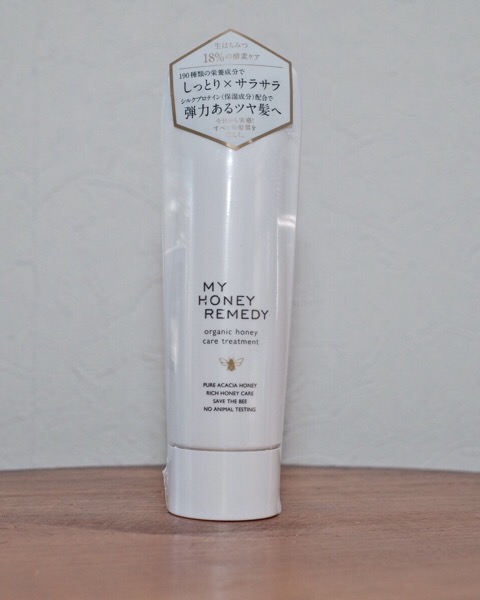 生はちみつ
18%の酵素ケア
190種類の栄養成分で
しっとり×サラサラ
シルクプロテイン(保湿成分)配合で
弾力あるツヤ髪へ
MY
HONEY
REMEDY
organic honey
care treatment
PURE ACACIA HONEY
RICH HONEY CARE
SAVE THE BEE
NO ANIMAL TESTING